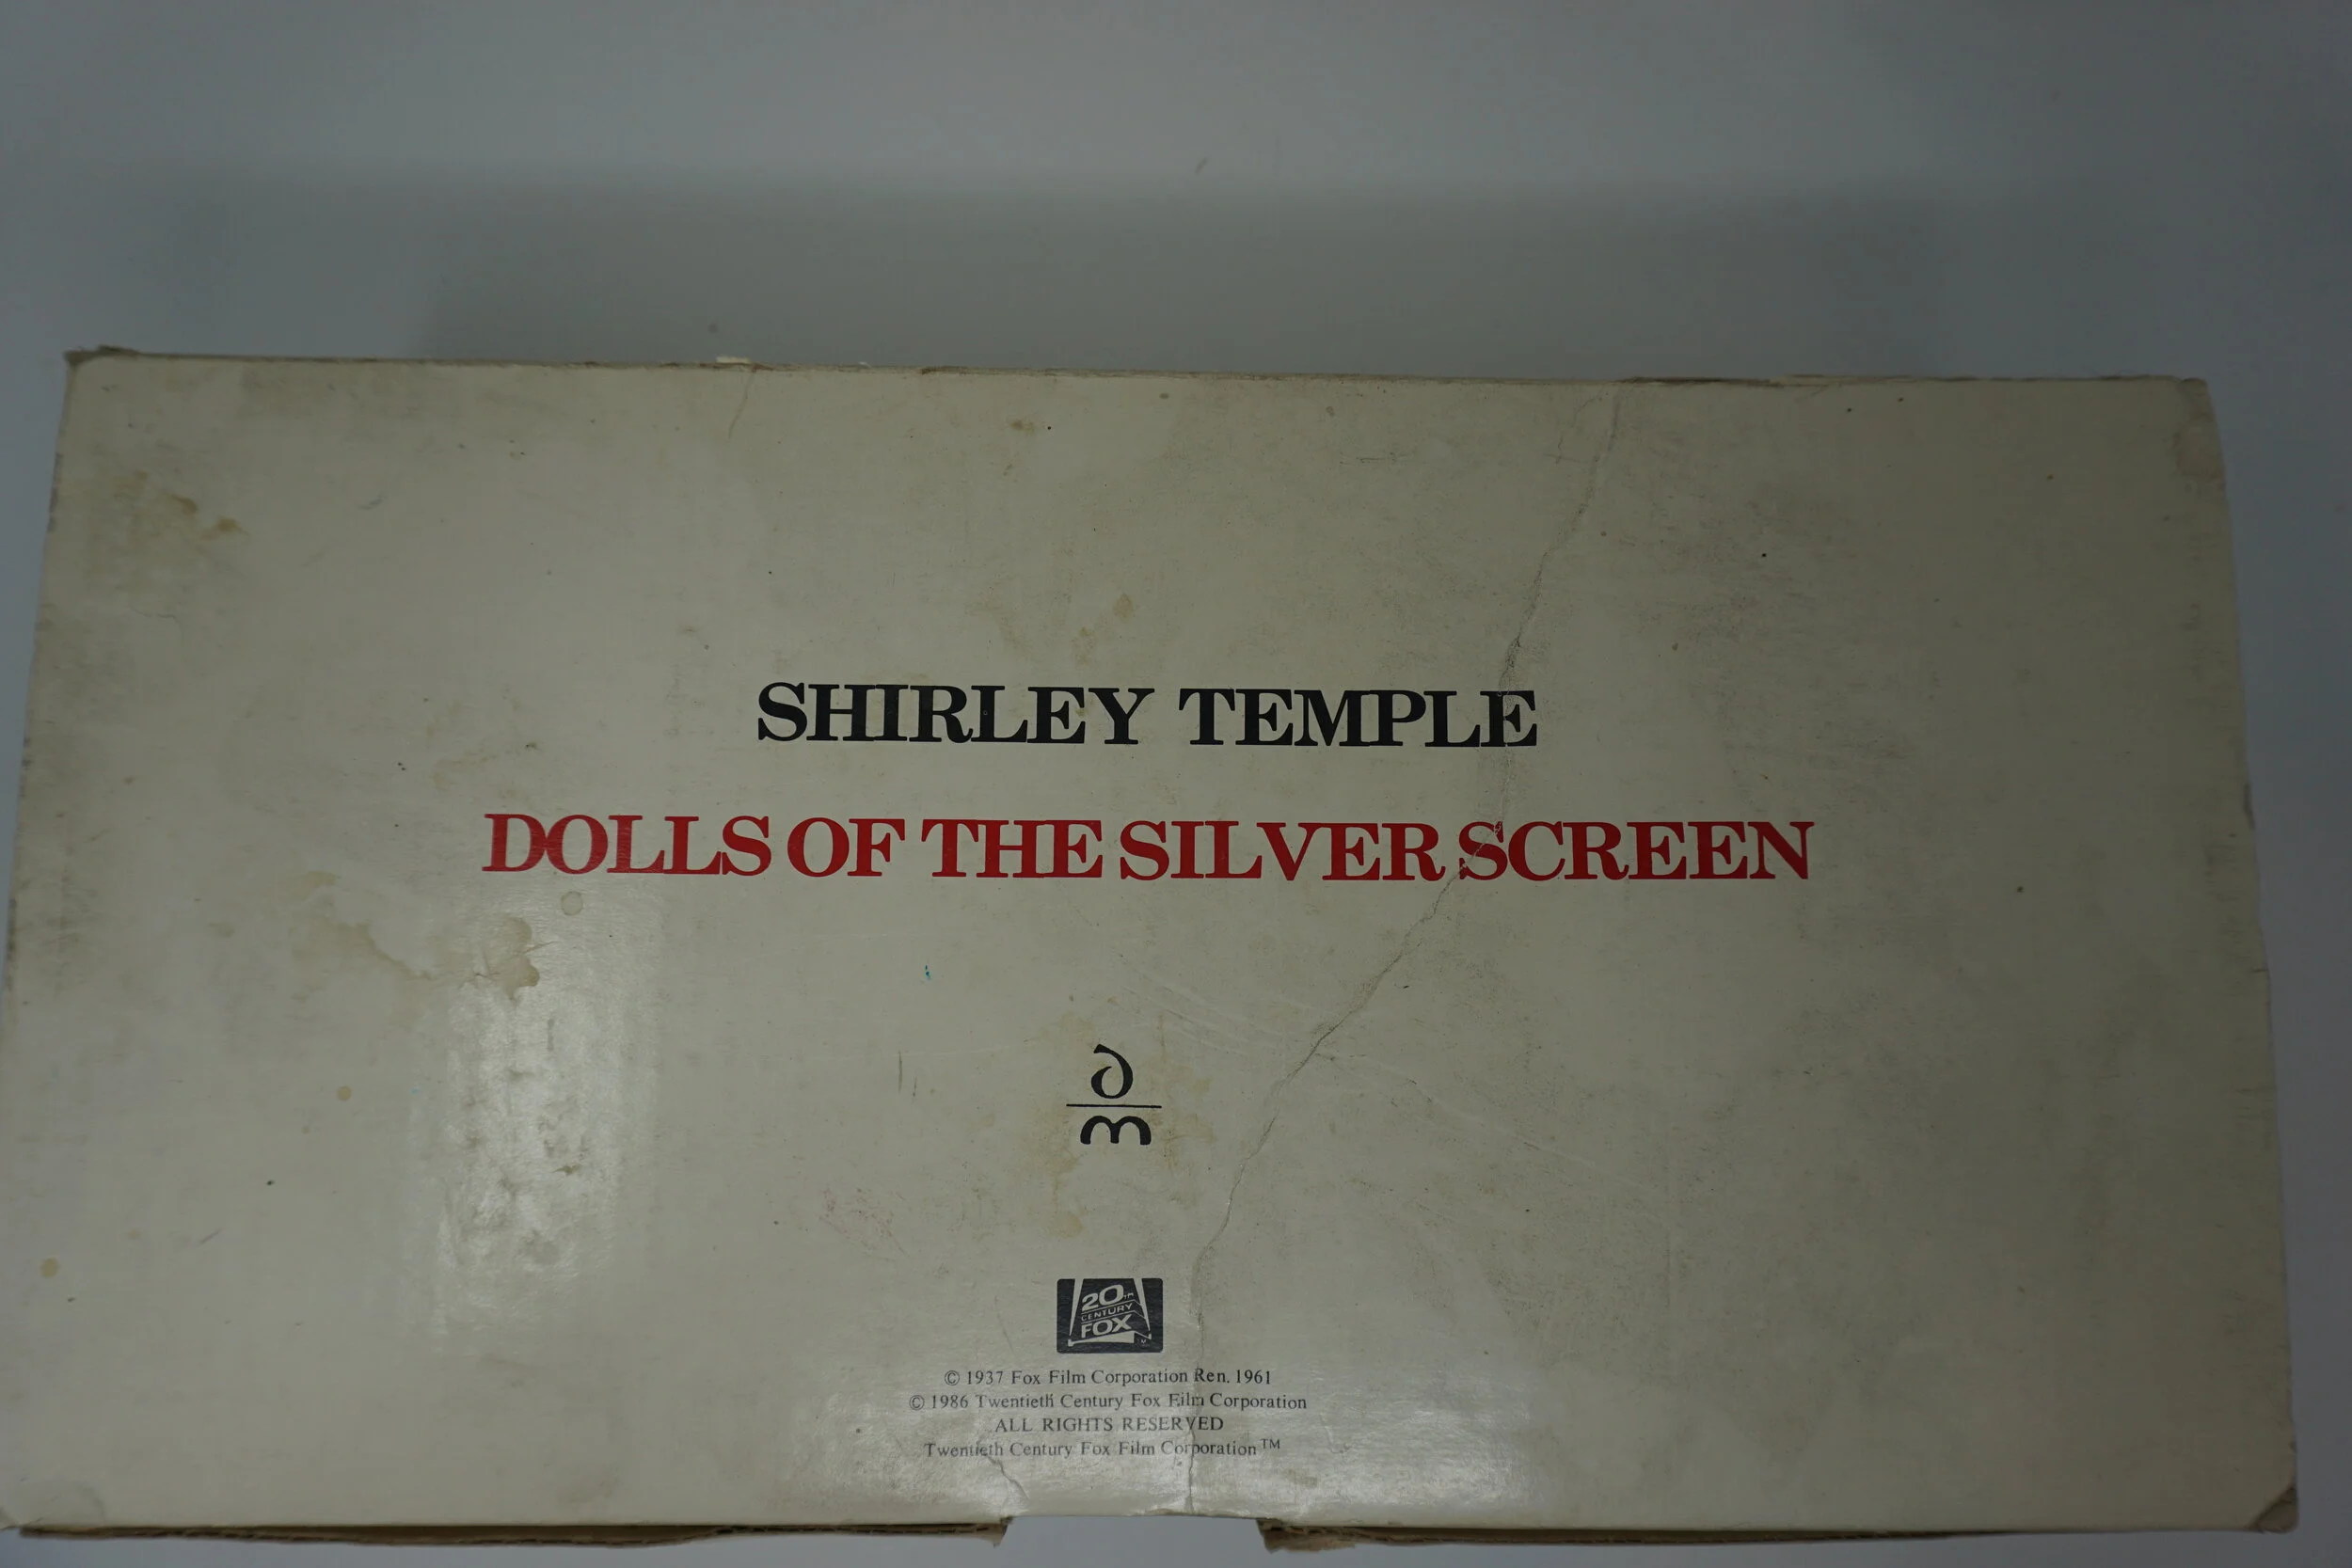 SHIRLEY TEMPLE
DOLLS OF THE SILVER SCREEN
a
m
20TH
CENTURY
FOX
© 1937 Fox Film Corporation Ren. 1961
© 1986 Twentieth Century Fox Film Corporation
ALL RIGHTS RESERVED
Twentieth Century Fox Film Corporation™